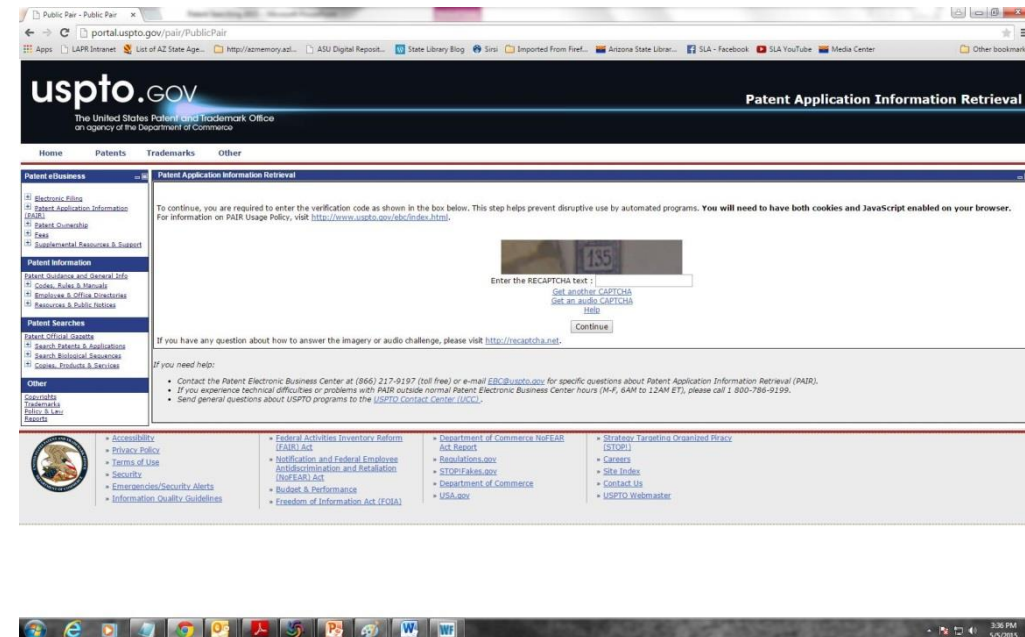 Public Pair - Public Pair
portal.uspto.gov/pair/PublicPair
Apps LAPR Intranet List of AZ State Age... http://azmemory.azl... ASU Digital Reposit... State Library Blog Sirsi Imported From Firef... Arizona State Librar... SLA - Facebook SLA YouTube Media Center Other bookmark
uspto.gov
The United States Patent and Trademark Office
an agency of the Department of Commerce
Patent Application Information Retrieval
Home Patents Trademarks Other
Patent eBusiness
Electronic Filing
Patent Application Information
(PAIR)
Patent Ownership
Fees
Supplemental Resources & Support
Patent Information
Patent Guidance and General Info
Codes, Rules & Manuals
Employee & Office Directories
Resources & Public Notices
Patent Searches
Patent Official Gazette
Search Patents & Applications
Search Biological Sequences
Copies, Products & Services
Other
Copyrights
Trademarks
Policy & Law
Reports
Patent Application Information Retrieval
To continue, you are required to enter the verification code as shown in the box below. This step helps prevent disruptive use by automated programs. You will need to have both cookies and JavaScript enabled on your browser.
For information on PAIR Usage Policy, visit http://www.uspto.gov/ebc/index.html.
135
Enter the RECAPTCHA text :
Get another CAPTCHA
Get an audio CAPTCHA
Help
Continue
If you have any question about how to answer the imagery or audio challenge, please visit http://recaptcha.net.
If you need help:
• Contact the Patent Electronic Business Center at (866) 217-9197 (toll free) or e-mail EBC@uspto.gov for specific questions about Patent Application Information Retrieval (PAIR).
• If you experience technical difficulties or problems with PAIR outside normal Patent Electronic Business Center hours (M-F, 6AM to 12AM ET), please call 1 800-786-9199.
• Send general questions about USPTO programs to the USPTO Contact Center (UCC).
Accessibility
Privacy Policy
Terms of Use
Security
Emergencies/Security Alerts
Information Quality Guidelines
Federal Activities Inventory Reform
(FAIR) Act
Notification and Federal Employee
Antidiscrimination and Retaliation
(NoFEAR) Act
Budget & Performance
Freedom of Information Act (FOIA)
Department of Commerce NoFEAR
Act Report
Regulations.gov
STOP!Fakes.gov
Department of Commerce
USA.gov
Strategy Targeting Organized Piracy
(STOP!)
Careers
Site Index
Contact Us
USPTO Webmaster
3:36 PM
5/5/2015